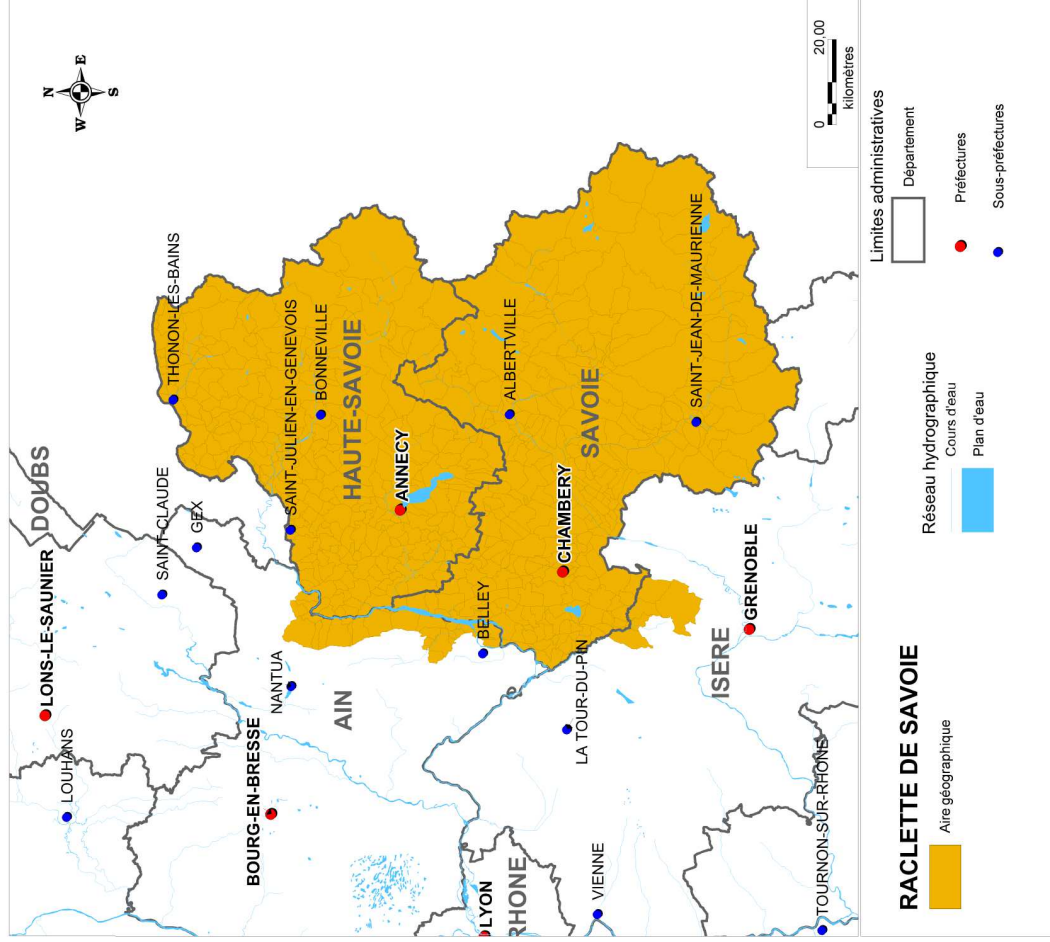 N
W
E
S
DOUBS
LONS-LE-SAUNIER
LOUHANS
SAINT-CLAUDE
GEX
THONON-LES-BAINS
BOURG-EN-BRESSE
NANTUA
AIN
SAINT-JULIEN-EN-GENEVOIS
BONNEVILLE
HAUTE-SAVOIE
ANNECY
LYON
RHONE
BELLEY
ALBERTVILLE
VIENNE
LA TOUR-DU-PIN
CHAMBERY
SAVOIE
ISERE
GRENOBLE
SAINT-JEAN-DE-MAURIENNE
TOURNON-SUR-RHONE
0
20,00
kilomètres
RACLETTE DE SAVOIE
Aire géographique
Réseau hydrographique
Cours d'eau
Plan d'eau
Limites administratives
Département
Préfectures
Sous-préfectures